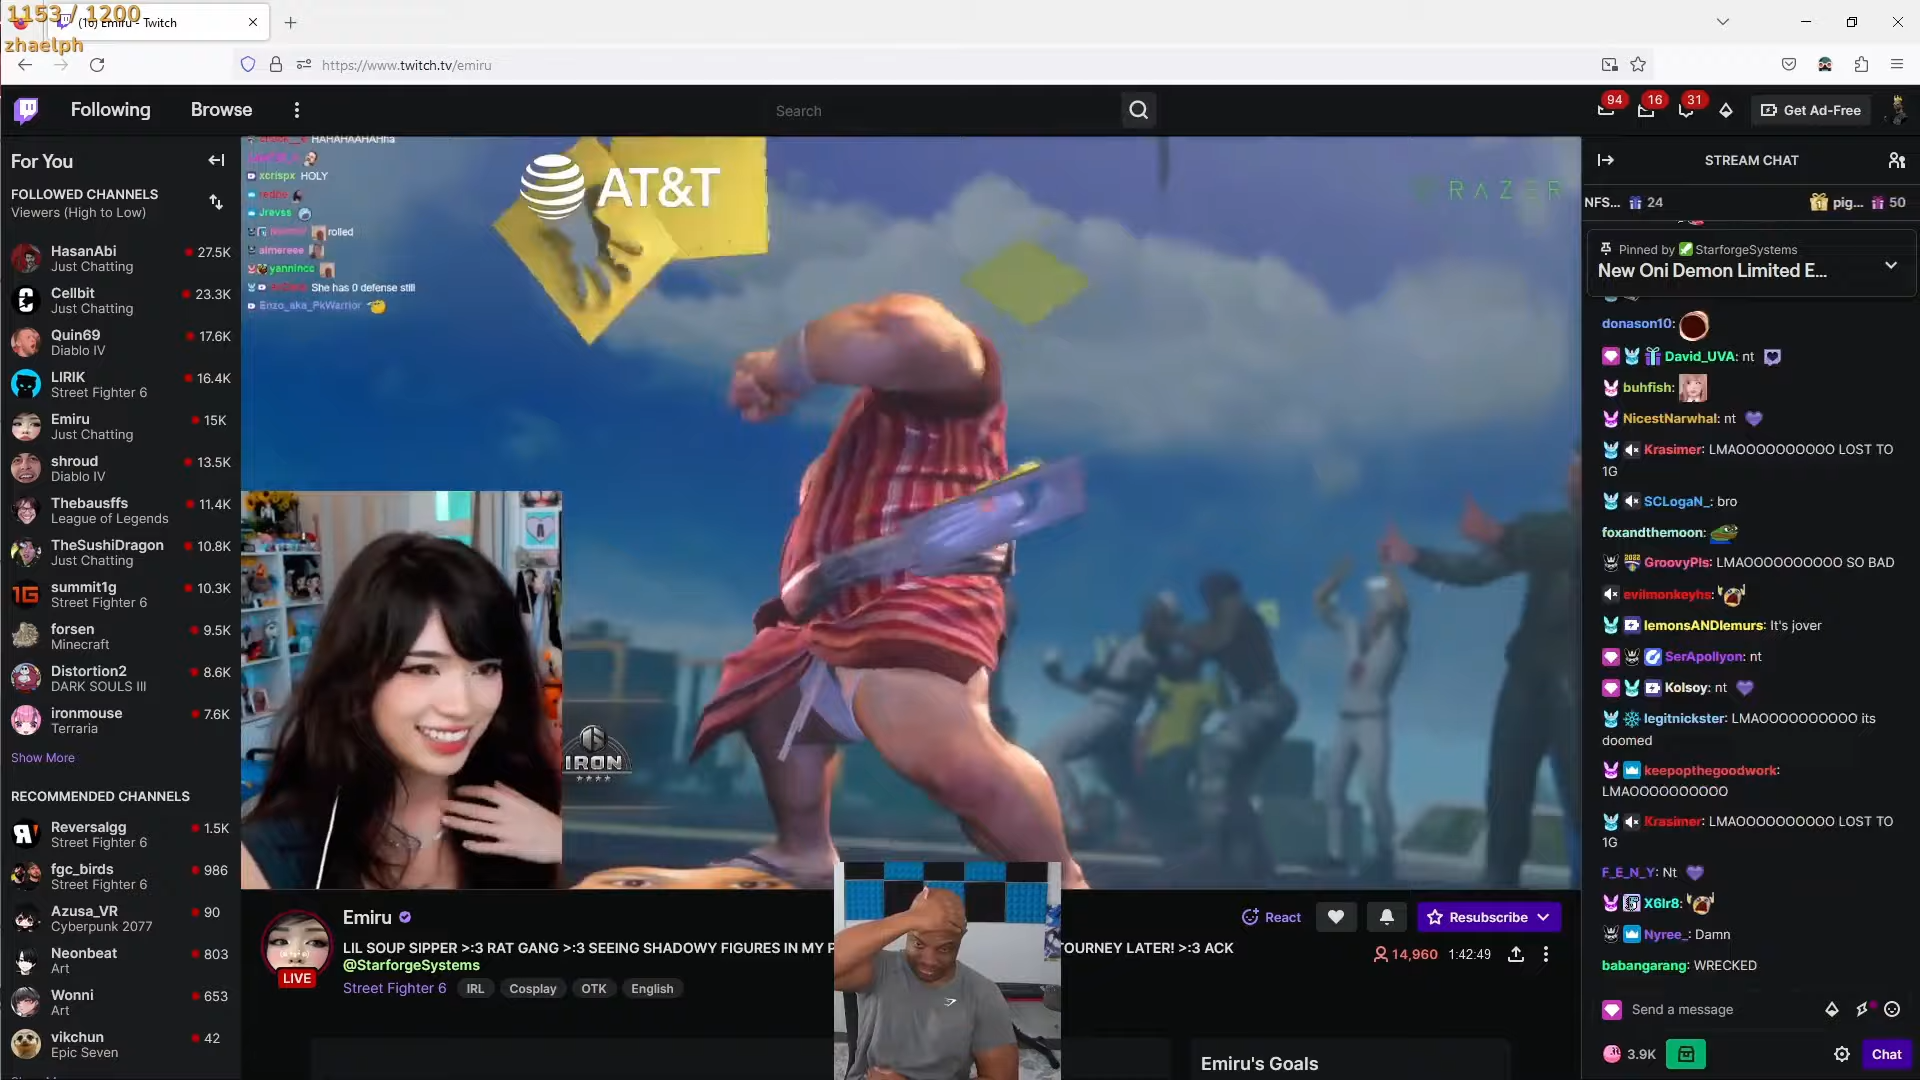 1153 / 1200
zhaelph
(16) Emiru - Twitch
https://www.twitch.tv/emiru
Following
Browse
Search
94
16
31
Get Ad-Free
For You
FOLLOWED CHANNELS
Viewers (High to Low)
HasanAbi
27.5K
Just Chatting
Cellbit
23.3K
Just Chatting
Quin69
17.6K
Diablo IV
LIRIK
16.4K
Street Fighter 6
Emiru
15K
Just Chatting
shroud
13.5K
Diablo IV
Thebausffs
11.4K
League of Legends
TheSushiDragon
10.8K
Just Chatting
summit1g
10.3K
Street Fighter 6
forsen
9.5K
Minecraft
Distortion2
8.6K
DARK SOULS III
ironmouse
7.6K
Terraria
Show More
RECOMMENDED CHANNELS
Reversalgg
1.5K
Street Fighter 6
fgc_birds
986
Street Fighter 6
Azusa_VR
90
Cyberpunk 2077
Neonbeat
803
Art
Wonni
653
Art
vikchun
42
Epic Seven
HAHAHAAHAHha
xcrispx HOLY
redbe
Jrevss
rolled
aimereee
yannincc
She has 0 defense still
Enzo_aka_PkWarrior
AT&T
RAZER
IRON
LIVE
Emiru
LIL SOUP SIPPER >:3 RAT GANG >:3 SEEING SHADOWY FIGURES IN MY P
OURNEY LATER! >:3 ACK
@StarforgeSystems
Street Fighter 6
IRL
Cosplay
OTK
English
React
Resubscribe
14,960
1:42:49
Emiru's Goals
STREAM CHAT
NFS...
24
pig...
50
Pinned by StarforgeSystems
New Oni Demon Limited E...
donason10:
David_UVA: nt
buhfish:
NicestNarwhal: nt
Krasimer: LMAOOOOOOOOOO LOST TO
1G
SCLogaN_: bro
foxandthemoon:
GroovyPls: LMAOOOOOOOOOO SO BAD
evilmonkeyhs:
lemonsANDlemurs: It's jover
SerApollyon: nt
Kolsoy: nt
legitnickster: LMAOOOOOOOOOO its
doomed
keepopthegoodwork:
LMAOOOOOOOOOO
Krasimer: LMAOOOOOOOOOO LOST TO
1G
F_E_N_Y: Nt
X6lr8:
Nyree_: Damn
babangarang: WRECKED
Send a message
3.9K
Chat